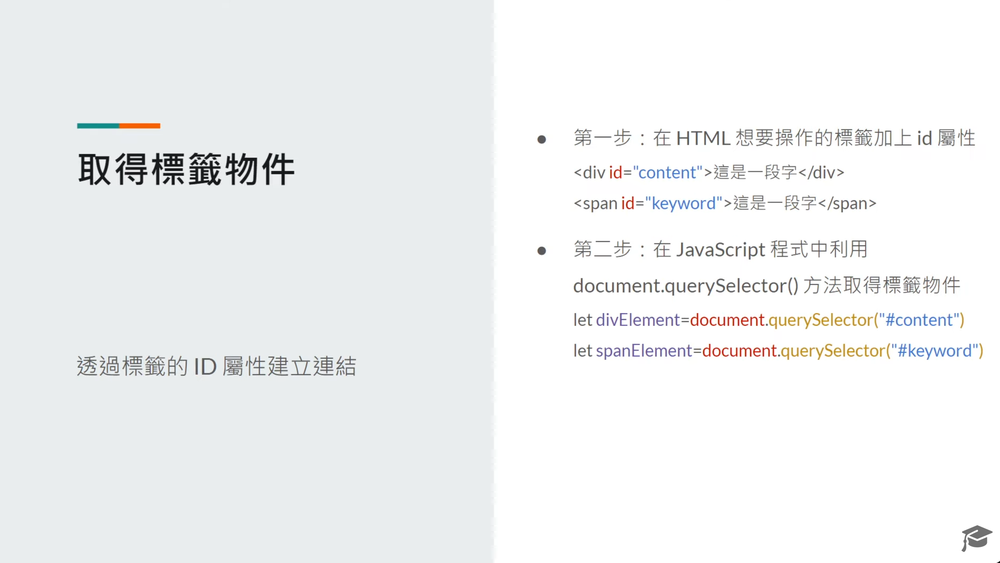 取得標籤物件
透過標籤的 ID 屬性建立連結
● 第一步：在 HTML 想要操作的標籤加上 id 屬性
<div id="content">這是一段字</div>
<span id="keyword">這是一段字</span>
● 第二步：在 JavaScript 程式中利用
document.querySelector() 方法取得標籤物件
let divElement=document.querySelector("#content")
let spanElement=document.querySelector("#keyword")